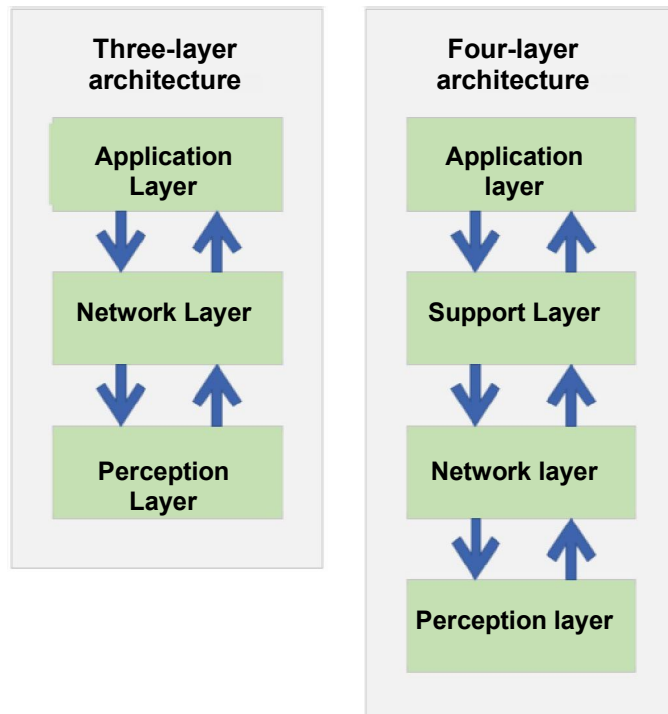 Three-layer
architecture
Application
Layer
Network Layer
Perception
Layer
Four-layer
architecture
Application
layer
Support Layer
Network layer
Perception layer